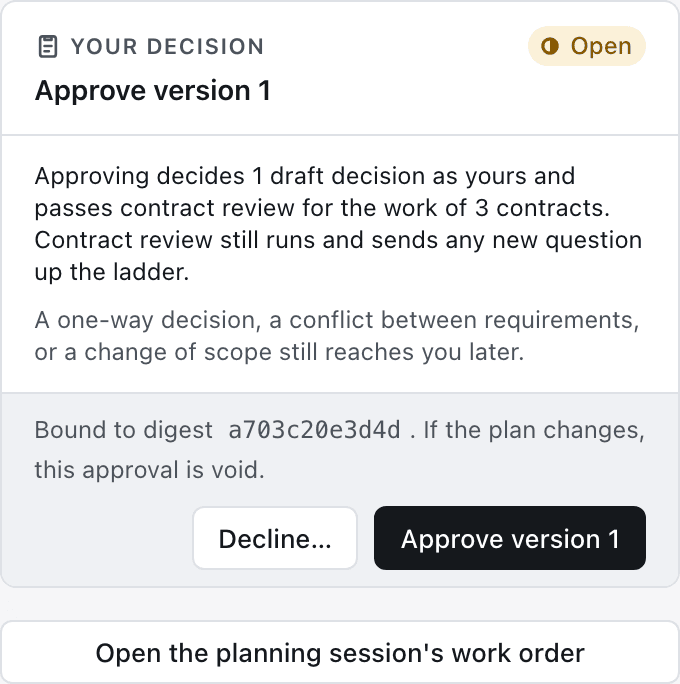 YOUR DECISION
Open
Approve version 1
Approving decides 1 draft decision as yours and
passes contract review for the work of 3 contracts.
Contract review still runs and sends any new question
up the ladder.
A one-way decision, a conflict between requirements,
or a change of scope still reaches you later.
Bound to digest a703c20e3d4d . If the plan changes,
this approval is void.
Decline...
Approve version 1
Open the planning session's work order